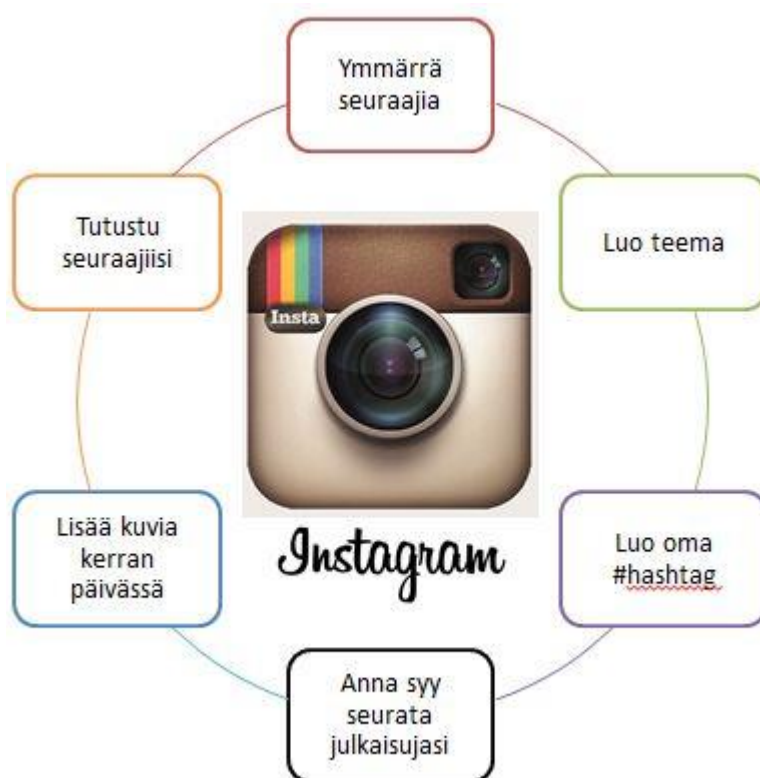 Ymmärrä
seuraajia
Luo teema
Luo oma
#hashtag
Anna syy
seurata
julkaisujasi
Lisää kuvia
kerran
päivässä
Tutustu
seuraajiisi
Insta
Instagram